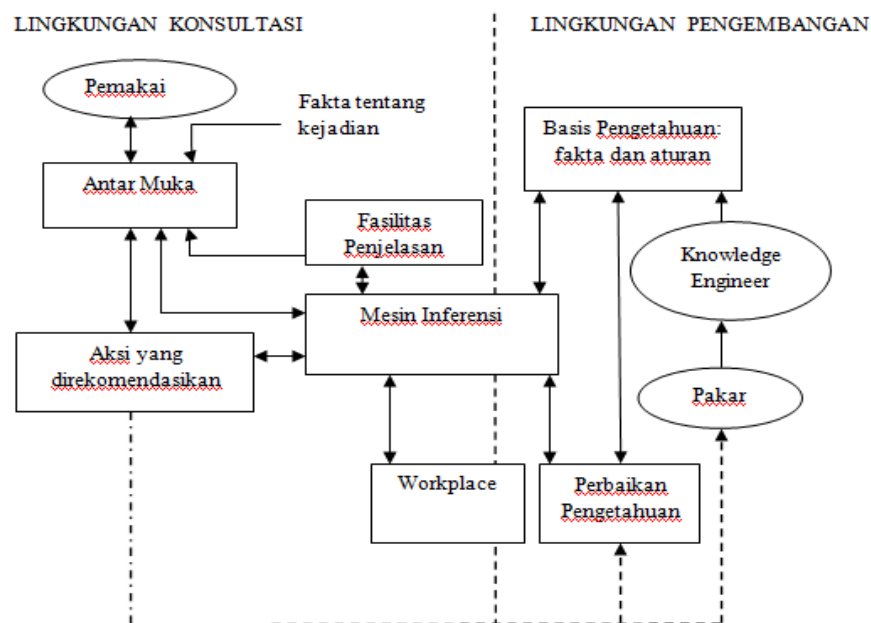 LINGKUNGAN KONSULTASI
LINGKUNGAN PENGEMBANGAN
Pemakai
Fakta tentang
kejadian
Basis Pengetahuan:
fakta dan aturan
Antar Muka
Fasilitas
Penjelasan
Knowledge
Engineer
Mesin Inferensi
Aksi yang
direkomendasikan
Pakar
Workplace
Perbaikan
Pengetahuan